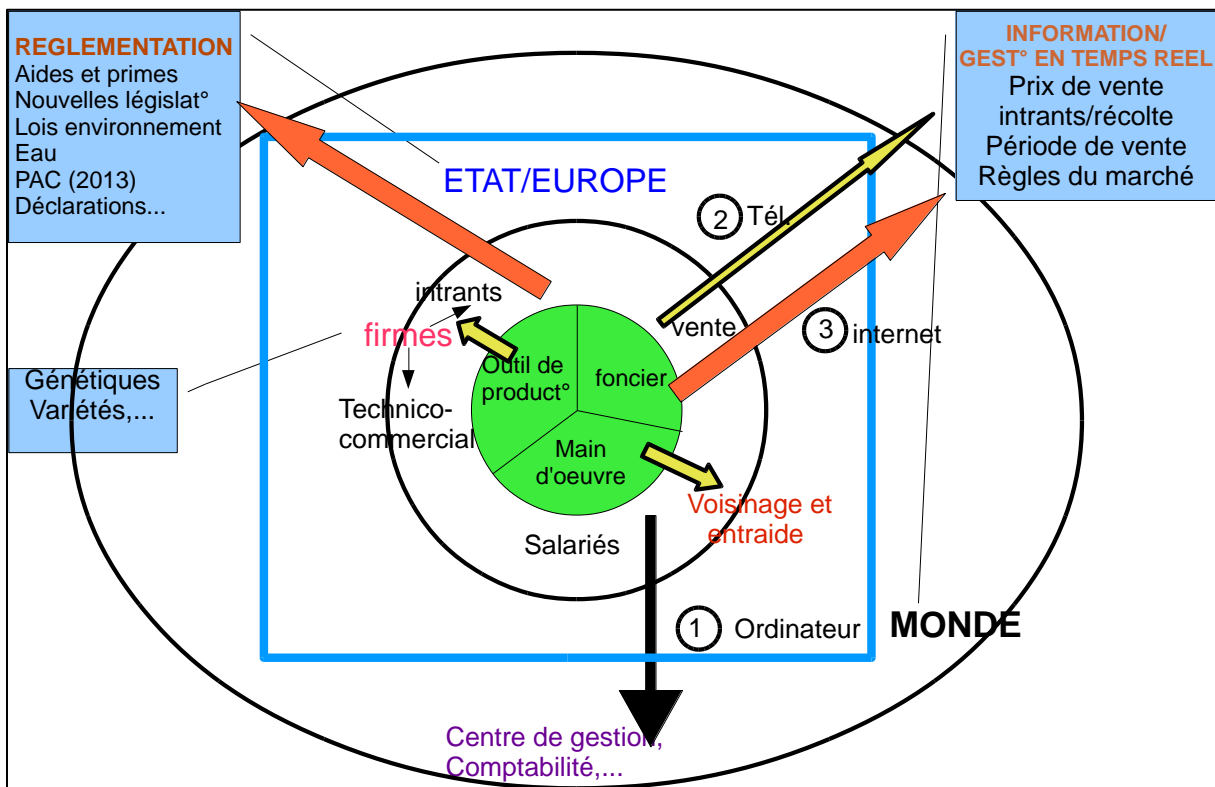 REGLEMENTATION
Aides et primes
Nouvelles législat°
Lois environnement
Eau
PAC (2013)
Déclarations...
INFORMATION/
GEST° EN TEMPS REEL
Prix de vente
intrants/récolte
Période de vente
Règles du marché
ETAT/EUROPE
2 Tél.
intrants
firmes
vente
3 internet
Génétiques
Variétés,...
Outil de
product°
foncier
Technico-
commercial
Main
d'oeuvre
Voisinage et
entraide
Salariés
1 Ordinateur
MONDE
Centre de gestion,
Comptabilité,...